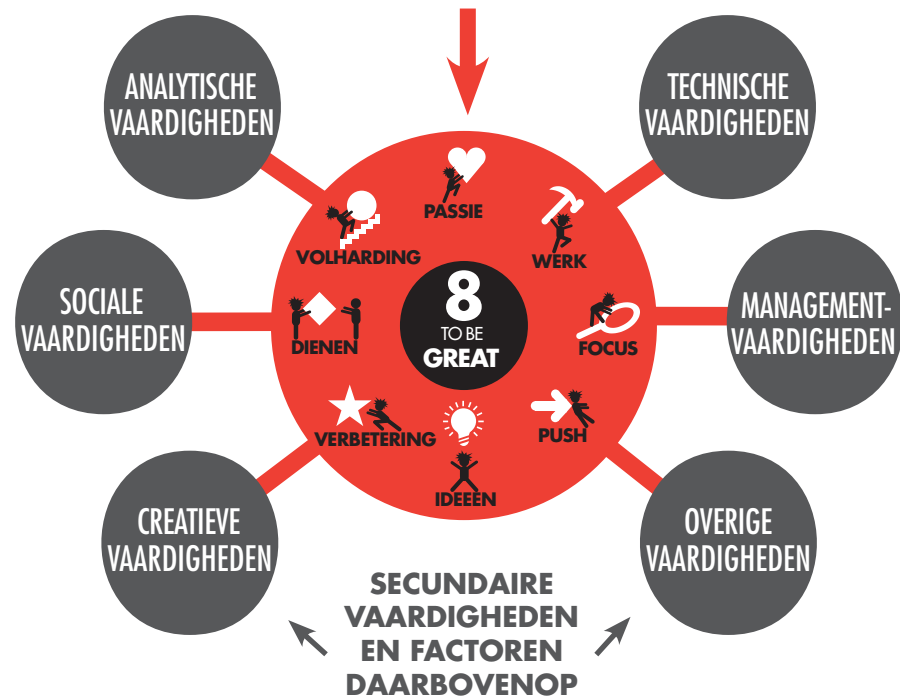 ANALYTISCHE
VAARDIGHEDEN
TECHNISCHE
VAARDIGHEDEN
PASSIE
VOLHARDING
WERK
SOCIALE
VAARDIGHEDEN
DIENEN
8
TO BE
GREAT
FOCUS
MANAGEMENT-
VAARDIGHEDEN
VERBETERING
PUSH
IDEEËN
CREATIEVE
VAARDIGHEDEN
OVERIGE
VAARDIGHEDEN
SECUNDAIRE
VAARDIGHEDEN
EN FACTOREN
DAARBOVENOP